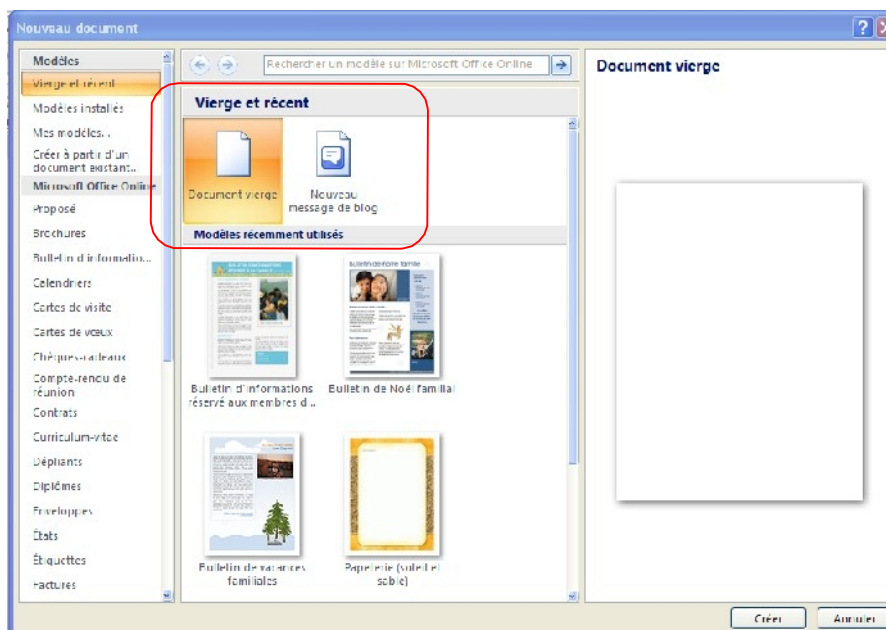 Nouveau document
Modèles
Vierge et récent
Modèles installés
Mes modèles...
Créer à partir d'un
document existant...
Microsoft Office Online
Proposé
Brochures
Bulletin d'informatio...
Calendriers
Cartes de visite
Cartes de vœux
Chèques-cadeaux
Compte-rendu de
réunion
Contrats
Curriculum-vitae
Dépliants
Diplômes
Enveloppes
États
Étiquettes
Factures
Rechercher un modèle sur Microsoft Office Online
Vierge et récent
Document vierge
Nouveau
message de blog
Modèles récemment utilisés
Bulletin de Noël familial
Bulletin d'informations
réservé aux membres d...
Bulletin de vacances
familiales
Papeterie (soleil et
sable)
Document vierge
Créer
Annuler